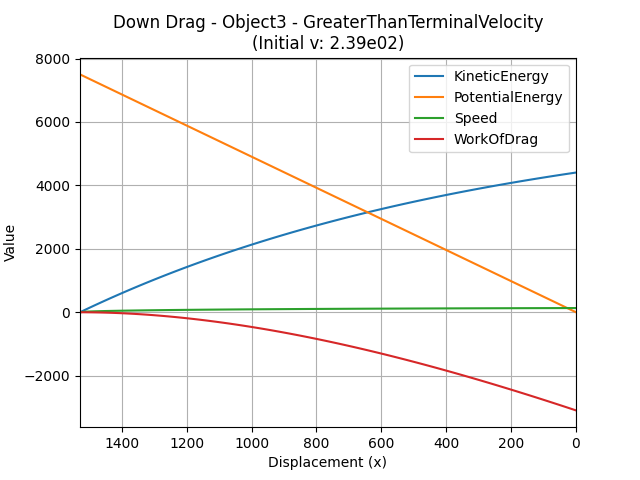 Down Drag - Object3 - GreaterThanTerminalVelocity
(Initial v: 2.39e02)
8000
6000
4000
2000
0
−2000
Value
KineticEnergy
PotentialEnergy
Speed
WorkOfDrag
1400 1200 1000 800 600 400 200 0
Displacement (x)